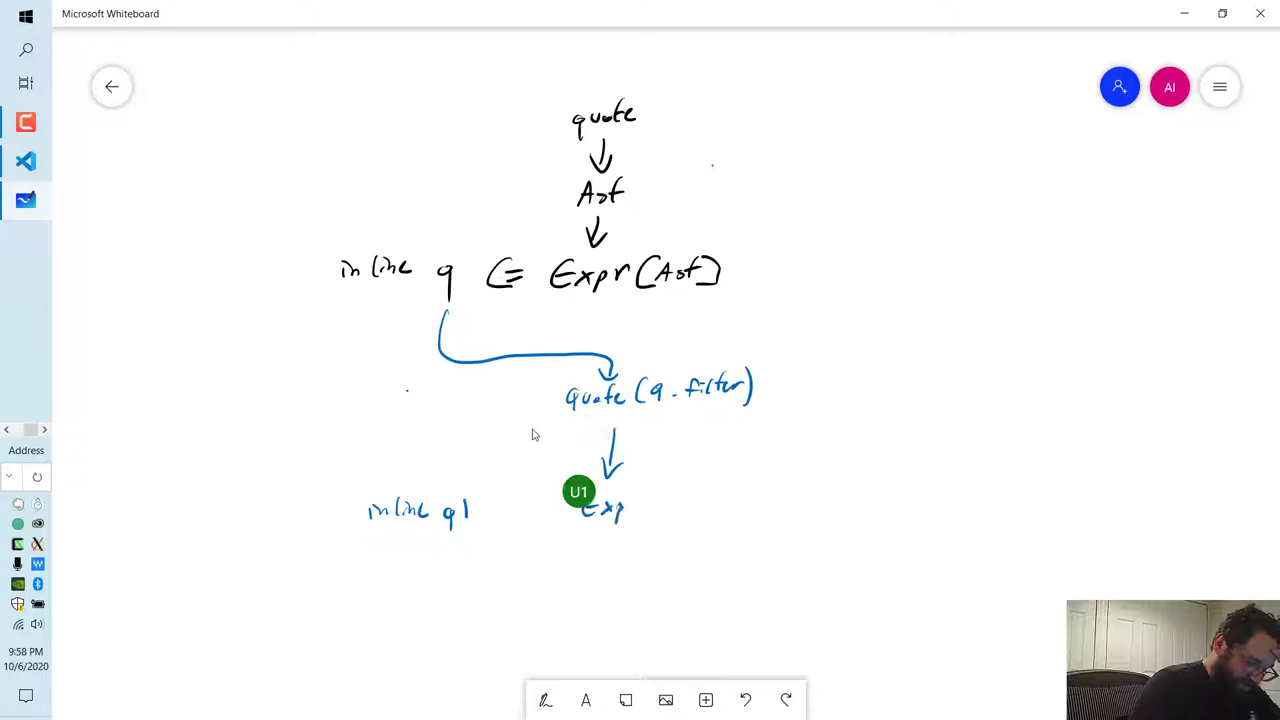 Microsoft Whiteboard
AI
quote
Ast
inline q <= Expr[Ast]
quote (q.filter)
U1
inline q1 Exp
Address
9:58 PM
10/6/2020
A